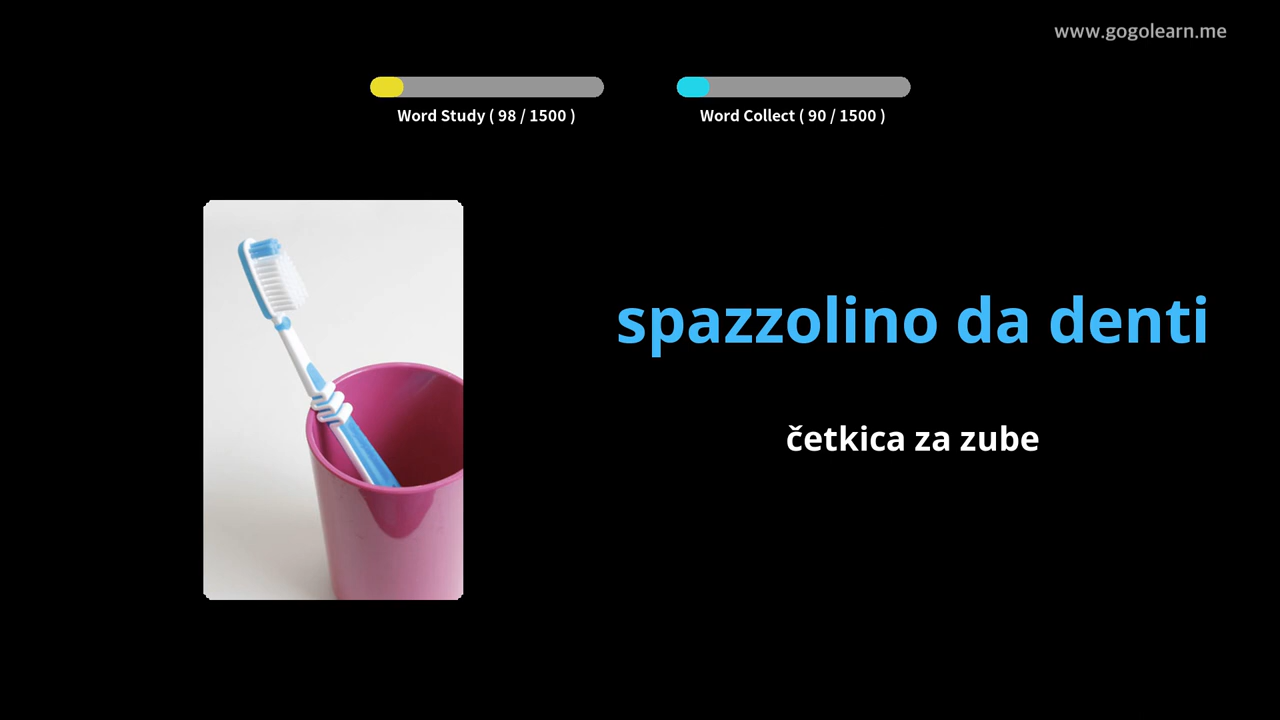 www.gogolearn.me
Word Study ( 98 / 1500 )
Word Collect ( 90 / 1500 )
spazzolino da denti
četkica za zube